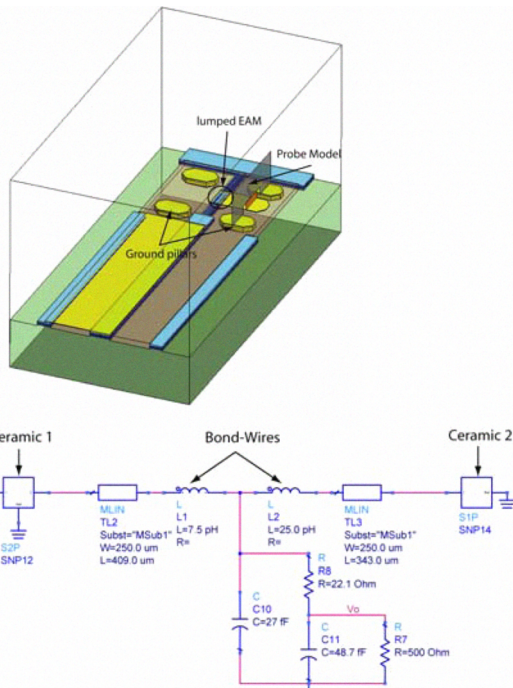 lumped EAM
Probe Model
Ground pillars
eramic 1
Bond-Wires
Ceramic 2
S2P
SNP12
MLIN
TL2
Subst="MSub1"
W=250.0 um
L=409.0 um
L
L1
L=7.5 pH
R=
L
L2
L=25.0 pH
R=
MLIN
TL3
Subst="MSub1"
W=250.0 um
L=343.0 um
S1P
SNP14
R
R8
R=22.1 Ohm
Vo
C
C10
C=27 fF
C
C11
C=48.7 fF
R
R7
R=500 Ohm